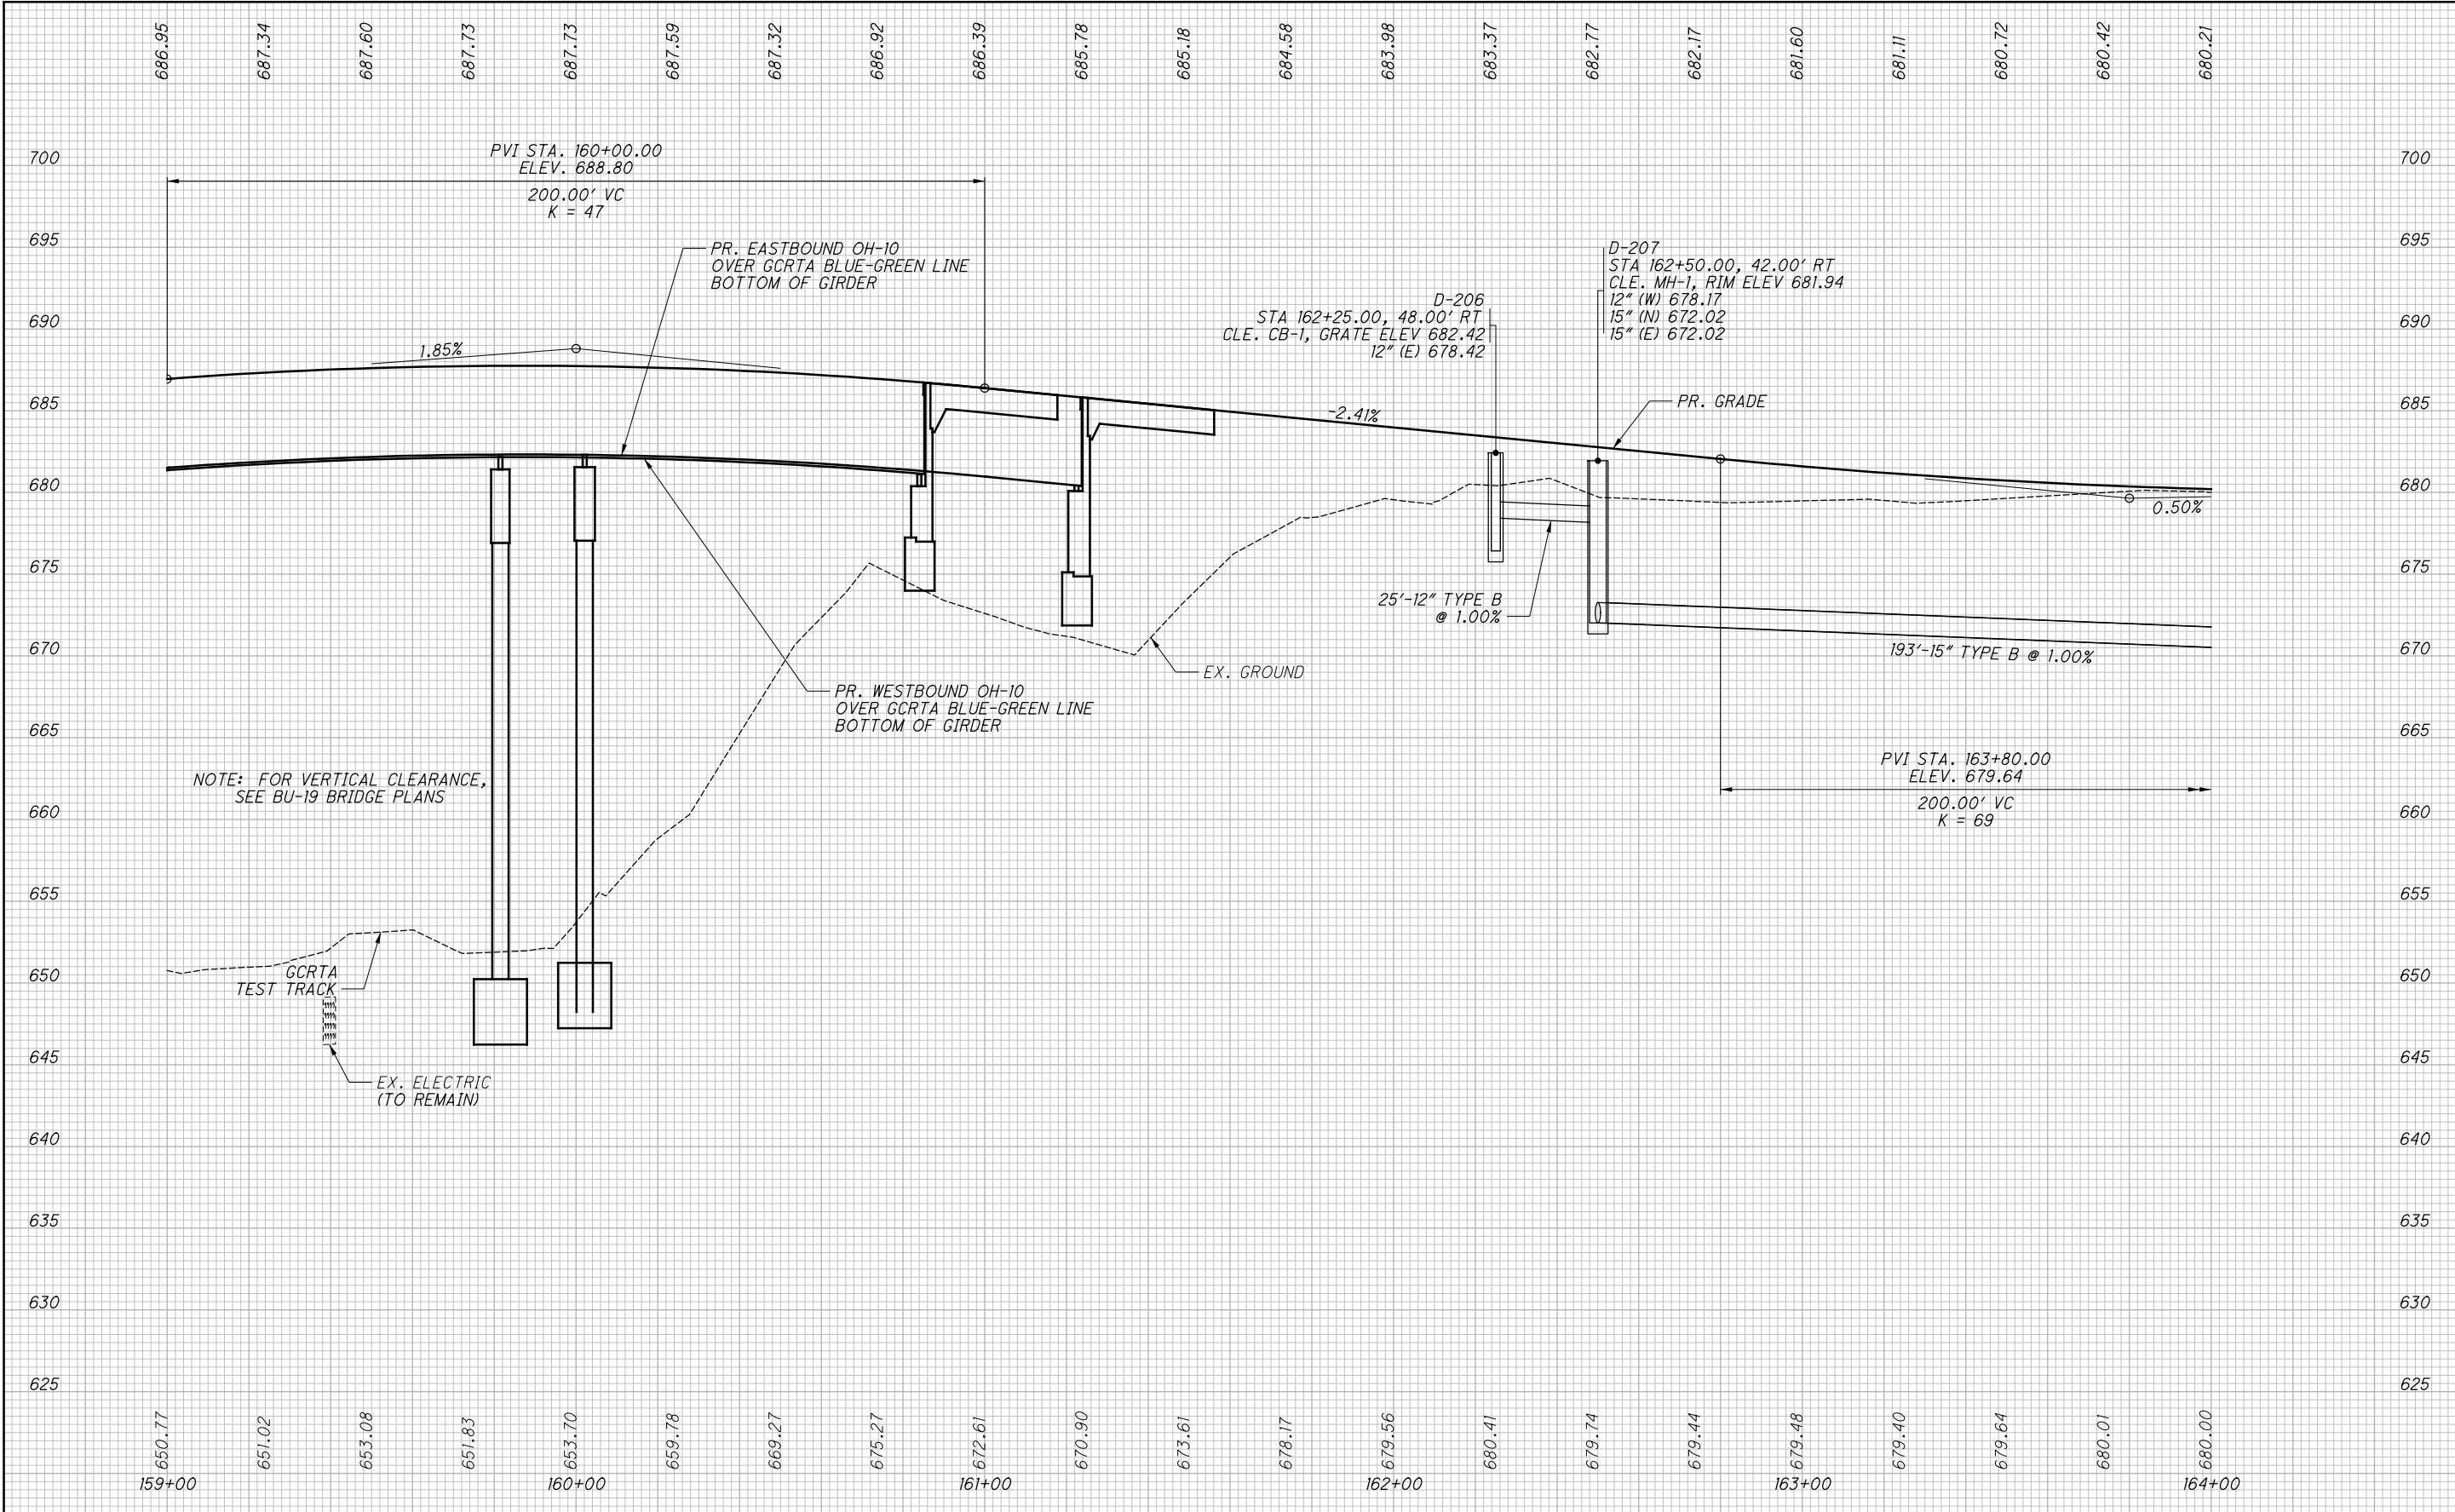 686.95 687.34 687.60 687.73 687.73 687.59 687.32 686.92 686.39 685.78 685.18 684.58 683.98 683.37 682.77 682.17 681.60 681.11 680.72 680.42 680.21
PVI STA. 160+00.00
ELEV. 688.80
200.00' VC
K = 47
700 700
695 695
690 690
685 685
680 680
675 675
670 670
665 665
660 660
655 655
650 650
645 645
640 640
635 635
630 630
625 625
PR. EASTBOUND OH-10
OVER GCRTA BLUE-GREEN LINE
BOTTOM OF GIRDER
1.85%
D-206
STA 162+25.00, 48.00' RT
CLE. CB-1, GRATE ELEV 682.42
12" (E) 678.42
D-207
STA 162+50.00, 42.00' RT
CLE. MH-1, RIM ELEV 681.94
12" (W) 678.17
15" (N) 672.02
15" (E) 672.02
-2.41%
PR. GRADE
0.50%
25'-12" TYPE B
@ 1.00%
193'-15" TYPE B @ 1.00%
EX. GROUND
PR. WESTBOUND OH-10
OVER GCRTA BLUE-GREEN LINE
BOTTOM OF GIRDER
NOTE: FOR VERTICAL CLEARANCE,
SEE BU-19 BRIDGE PLANS
PVI STA. 163+80.00
ELEV. 679.64
200.00' VC
K = 69
GCRTA
TEST TRACK
EX. ELECTRIC
(TO REMAIN)
650.77 651.02 653.08 651.83 653.70 659.78 669.27 675.27 672.61 670.90 673.61 678.17 679.56 680.41 679.74 679.44 679.48 679.40 679.64 680.01 680.00
159+00 160+00 161+00 162+00 163+00 164+00